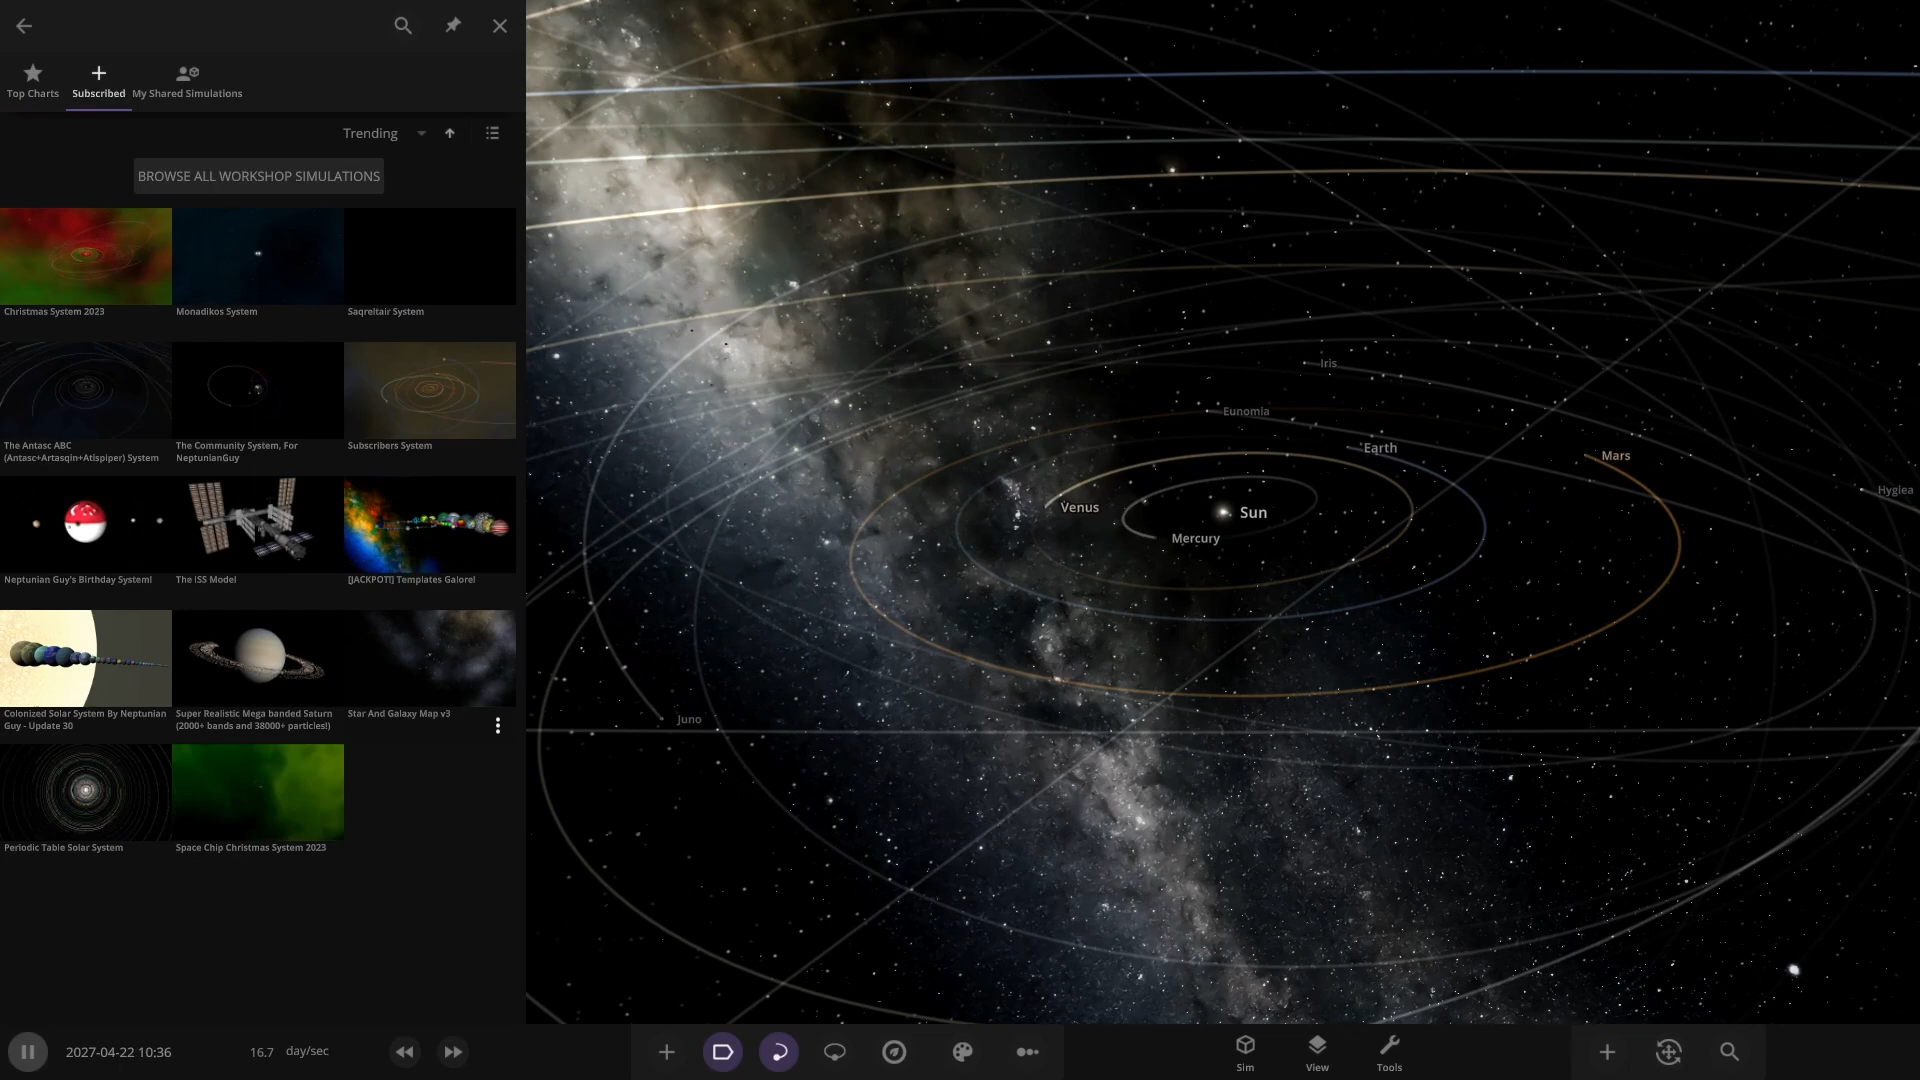 Top Charts
Subscribed
My Shared Simulations
Trending
BROWSE ALL WORKSHOP SIMULATIONS
Christmas System 2023
Monadikos System
Saqreltair System
The Antasc ABC
(Antasc+Artasqin+Atispiper) System
The Community System, For
NeptunianGuy
Subscribers System
Neptunian Guy's Birthday System!
The ISS Model
[JACKPOT!] Templates Galore!
Colonized Solar System By Neptunian
Guy - Update 30
Super Realistic Mega banded Saturn
(2000+ bands and 38000+ particles!)
Star And Galaxy Map v3
Periodic Table Solar System
Space Chip Christmas System 2023
Iris
Eunomia
Earth
Mars
Hygiea
Venus
Sun
Mercury
Juno
2027-04-22 10:36
16.7 day/sec
Sim
View
Tools